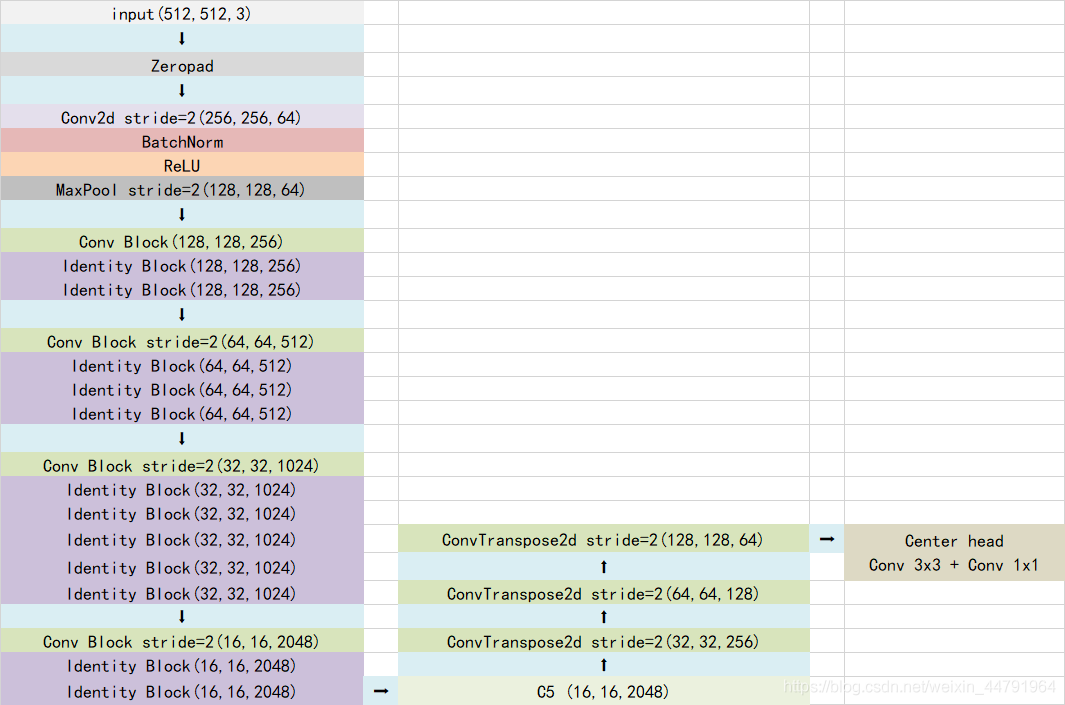 input(512,512,3)
↓
Zeropad
↓
Conv2d stride=2(256,256,64)
BatchNorm
ReLU
MaxPool stride=2(128,128,64)
↓
Conv Block(128,128,256)
Identity Block(128,128,256)
Identity Block(128,128,256)
↓
Conv Block stride=2(64,64,512)
Identity Block(64,64,512)
Identity Block(64,64,512)
Identity Block(64,64,512)
↓
Conv Block stride=2(32,32,1024)
Identity Block(32,32,1024)
Identity Block(32,32,1024)
Identity Block(32,32,1024)
Identity Block(32,32,1024)
Identity Block(32,32,1024)
↓
Conv Block stride=2(16,16,2048)
Identity Block(16,16,2048)
Identity Block(16,16,2048)
→
ConvTranspose2d stride=2(128,128,64)
↑
ConvTranspose2d stride=2(64,64,128)
↑
ConvTranspose2d stride=2(32,32,256)
↑
C5 (16,16,2048)
→
Center head
Conv 3x3 + Conv 1x1
https://blog.csdn.net/weixin_44791964